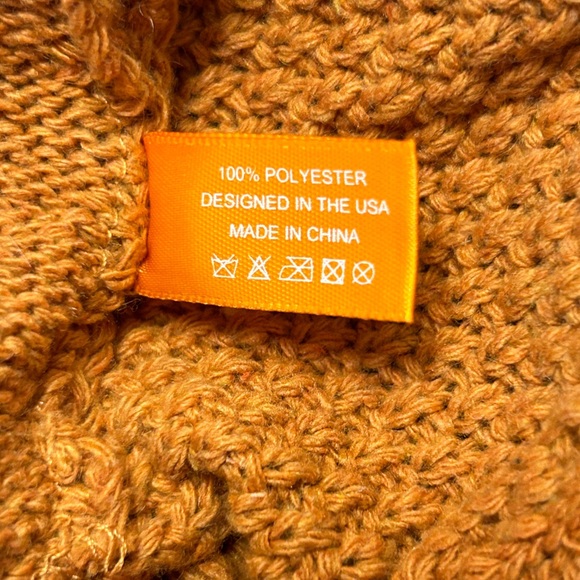 100% POLYESTER
DESIGNED IN THE USA
MADE IN CHINA